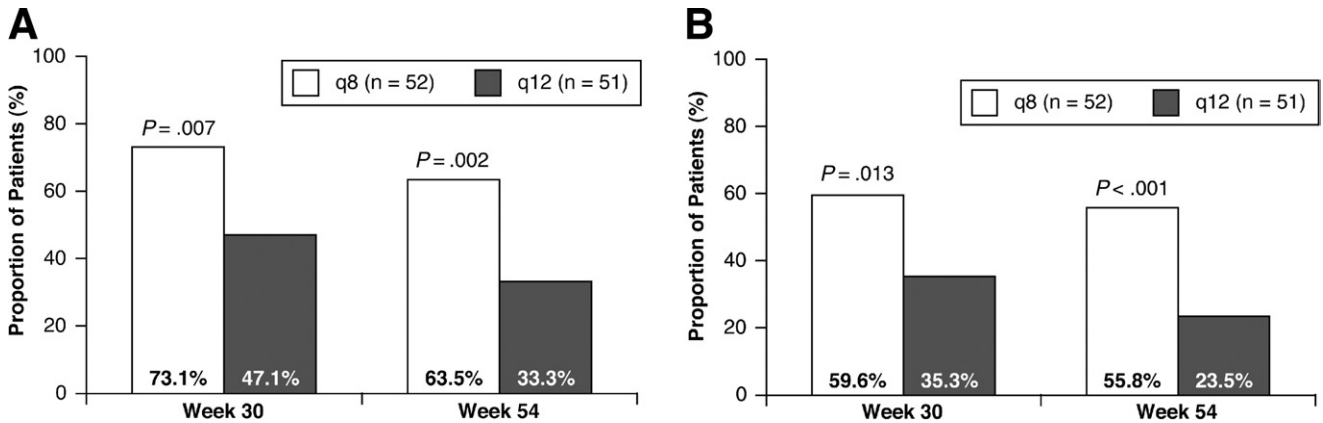 A
100
80
60
40
20
0
Proportion of Patients (%)
q8 (n = 52) q12 (n = 51)
P = .007
P = .002
73.1% 47.1% 63.5% 33.3%
Week 30 Week 54
B
100
80
60
40
20
0
Proportion of Patients (%)
q8 (n = 52) q12 (n = 51)
P = .013
P < .001
59.6% 35.3% 55.8% 23.5%
Week 30 Week 54